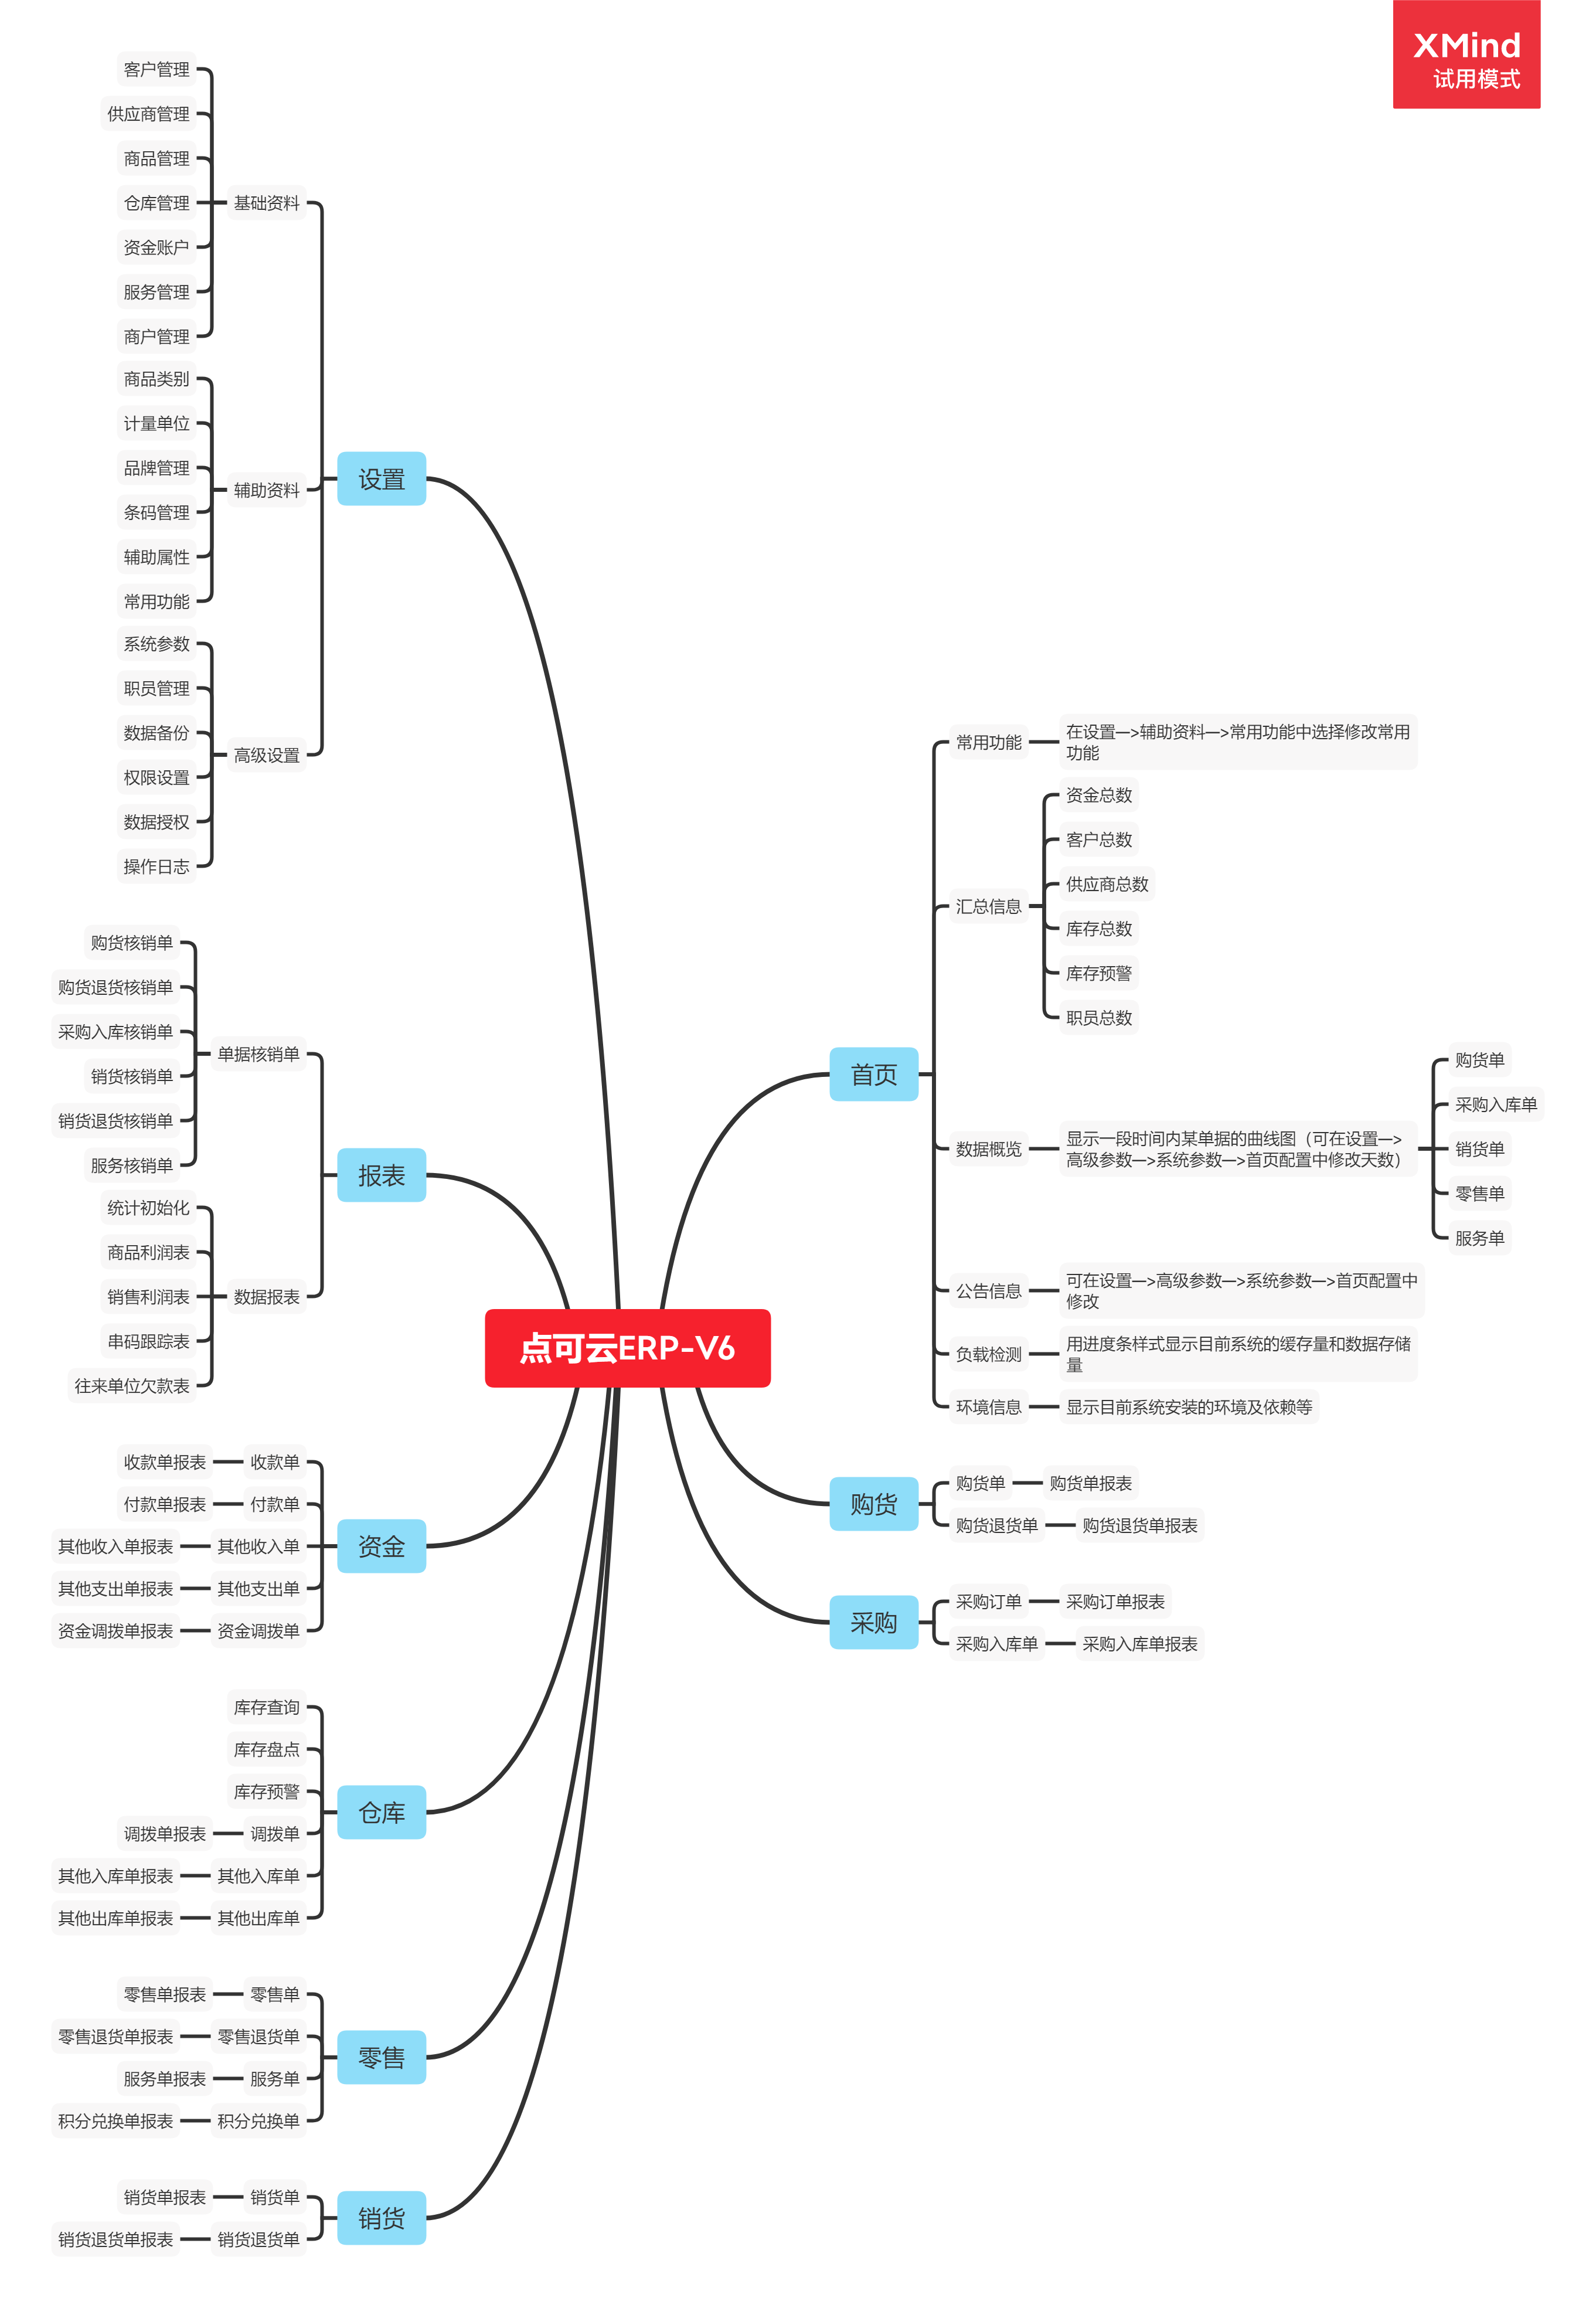 XMind
试用模式
点可云ERP-V6
首页
常用功能
在设置—>辅助资料—>常用功能中选择修改常用
功能
汇总信息
资金总数
客户总数
供应商总数
库存总数
库存预警
职员总数
数据概览
显示一段时间内某单据的曲线图（可在设置—>
高级参数—>系统参数—>首页配置中修改天数）
购货单
采购入库单
销货单
零售单
服务单
公告信息
可在设置—>高级参数—>系统参数—>首页配置中
修改
负载检测
用进度条样式显示目前系统的缓存量和数据存储
量
环境信息
显示目前系统安装的环境及依赖等
购货
购货单
购货单报表
购货退货单
购货退货单报表
采购
采购订单
采购订单报表
采购入库单
采购入库单报表
设置
基础资料
客户管理
供应商管理
商品管理
仓库管理
资金账户
服务管理
商户管理
辅助资料
商品类别
计量单位
品牌管理
条码管理
辅助属性
常用功能
高级设置
系统参数
职员管理
数据备份
权限设置
数据授权
操作日志
报表
单据核销单
购货核销单
购货退货核销单
采购入库核销单
销货核销单
销货退货核销单
服务核销单
数据报表
统计初始化
商品利润表
销售利润表
串码跟踪表
往来单位欠款表
资金
收款单
收款单报表
付款单
付款单报表
其他收入单
其他收入单报表
其他支出单
其他支出单报表
资金调拨单
资金调拨单报表
仓库
库存查询
库存盘点
库存预警
调拨单
调拨单报表
其他入库单
其他入库单报表
其他出库单
其他出库单报表
零售
零售单
零售单报表
零售退货单
零售退货单报表
服务单
服务单报表
积分兑换单
积分兑换单报表
销货
销货单
销货单报表
销货退货单
销货退货单报表